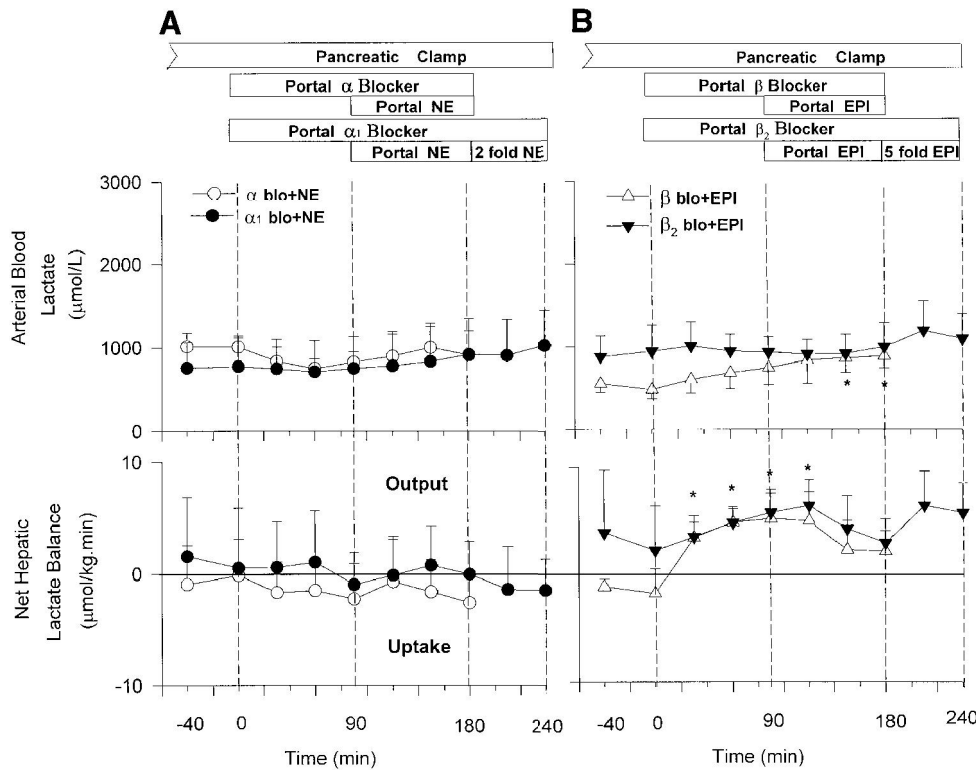 A
Pancreatic Clamp
Portal α Blocker
Portal NE
Portal α1 Blocker
Portal NE
2 fold NE
B
Pancreatic Clamp
Portal β Blocker
Portal EPI
Portal β2 Blocker
Portal EPI
5 fold EPI
Arterial Blood
Lactate
(μmol/L)
3000
2000
1000
0
α blo+NE
α1 blo+NE
β blo+EPI
β2 blo+EPI
*
*
Net Hepatic
Lactate Balance
(μmol/kg.min)
10
0
-10
Output
Uptake
*
*
*
*
-40
0
90
180
240
Time (min)
-40
0
90
180
240
Time (min)